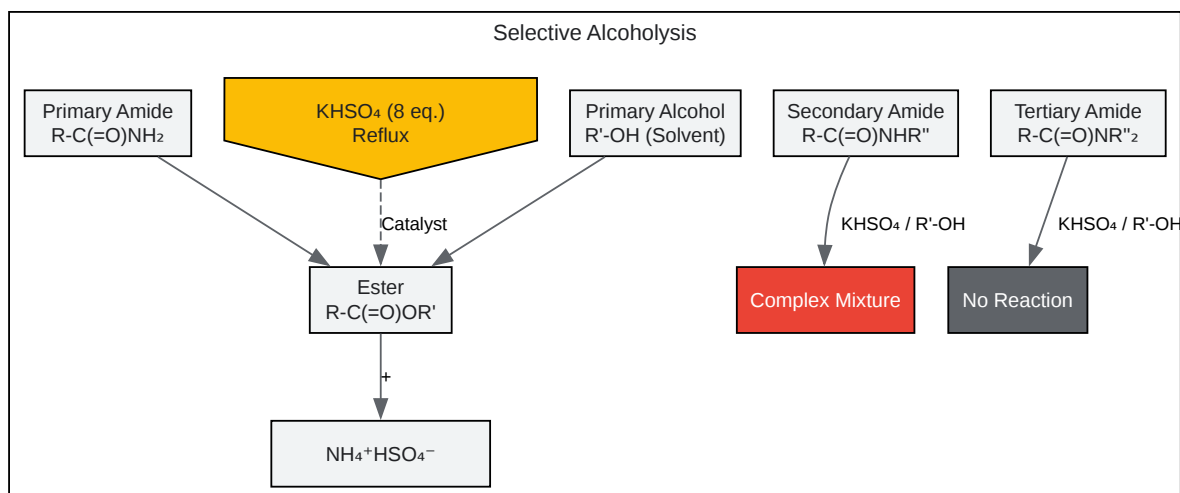 Selective Alcoholysis
Primary Amide
R-C(=O)NH₂
KHSO₄ (8 eq.)
Reflux
Primary Alcohol
R'-OH (Solvent)
Secondary Amide
R-C(=O)NHR"
Tertiary Amide
R-C(=O)NR"₂
Catalyst
KHSO₄ / R'-OH
KHSO₄ / R'-OH
Ester
R-C(=O)OR'
Complex Mixture
No Reaction
+
NH₄⁺HSO₄⁻